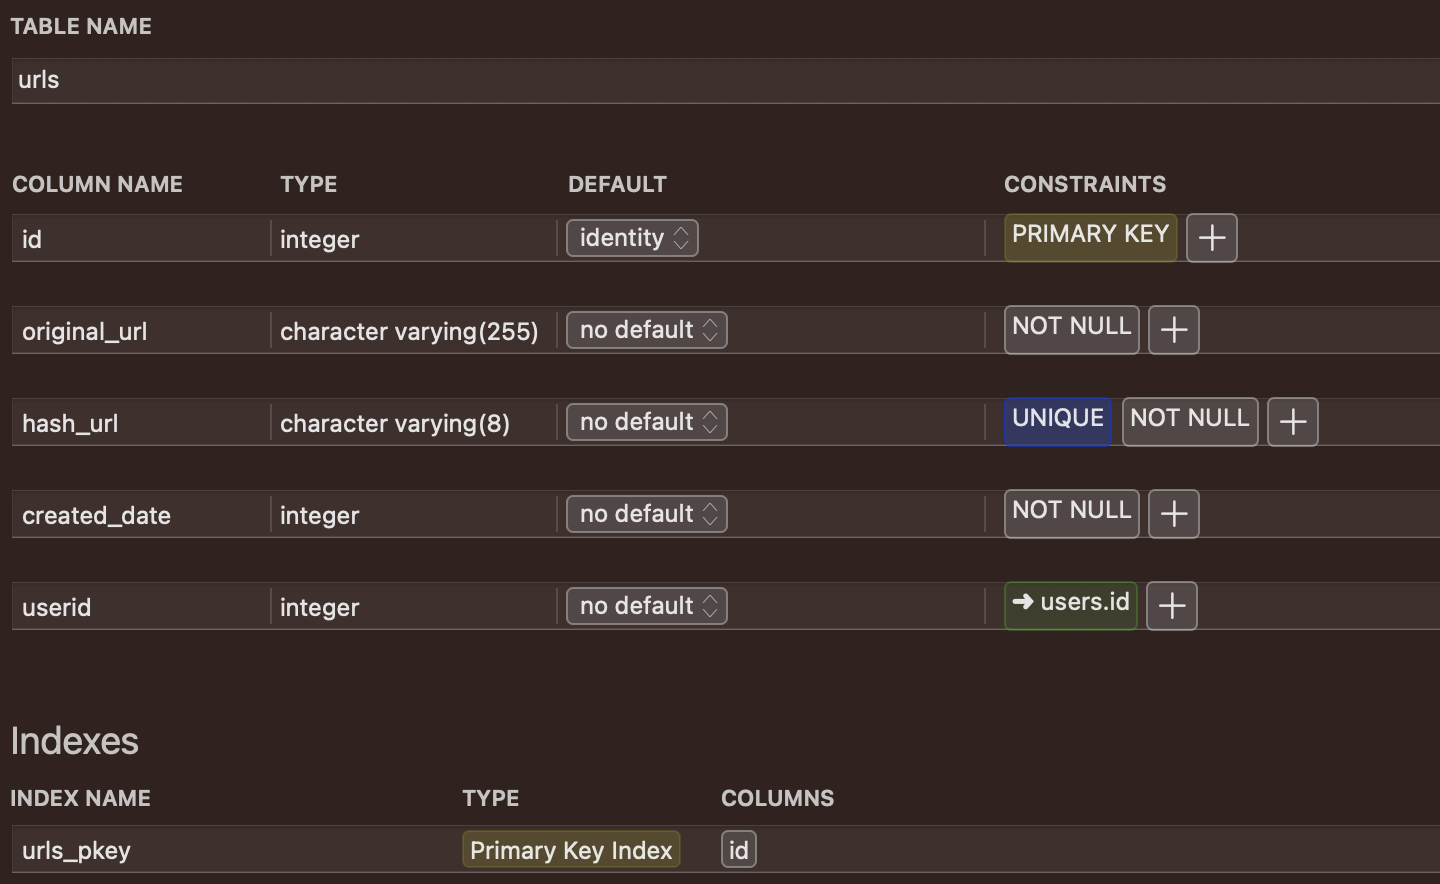 TABLE NAME
urls
COLUMN NAME TYPE DEFAULT CONSTRAINTS
id integer identity PRIMARY KEY +
original_url character varying(255) no default NOT NULL +
hash_url character varying(8) no default UNIQUE NOT NULL +
created_date integer no default NOT NULL +
userid integer no default ➜ users.id +
Indexes
INDEX NAME TYPE COLUMNS
urls_pkey Primary Key Index id